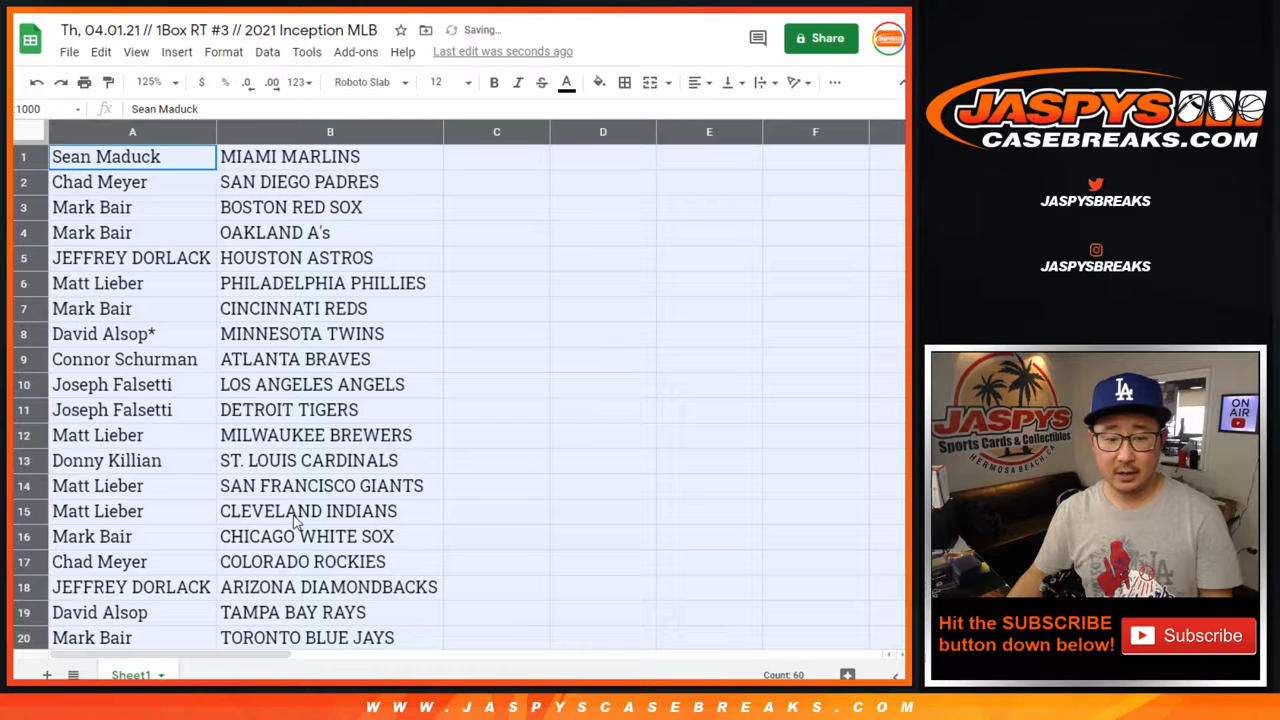 Th, 04.01.21 // 1Box RT #3 // 2021 Inception MLB
Saving...
Share
File Edit View Insert Format Data Tools Add-ons Help Last edit was seconds ago
125% $ % .0 .00 123 Roboto Slab 12 B I S A
:1000 fx Sean Maduck
A B C D E F
1 Sean Maduck MIAMI MARLINS
2 Chad Meyer SAN DIEGO PADRES
3 Mark Bair BOSTON RED SOX
4 Mark Bair OAKLAND A's
5 JEFFREY DORLACK HOUSTON ASTROS
6 Matt Lieber PHILADELPHIA PHILLIES
7 Mark Bair CINCINNATI REDS
8 David Alsop* MINNESOTA TWINS
9 Connor Schurman ATLANTA BRAVES
10 Joseph Falsetti LOS ANGELES ANGELS
11 Joseph Falsetti DETROIT TIGERS
12 Matt Lieber MILWAUKEE BREWERS
13 Donny Killian ST. LOUIS CARDINALS
14 Matt Lieber SAN FRANCISCO GIANTS
15 Matt Lieber CLEVELAND INDIANS
16 Mark Bair CHICAGO WHITE SOX
17 Chad Meyer COLORADO ROCKIES
18 JEFFREY DORLACK ARIZONA DIAMONDBACKS
19 David Alsop TAMPA BAY RAYS
20 Mark Bair TORONTO BLUE JAYS
Sheet1
Count: 60
JASPYS
CASEBREAKS.COM
JASPYSBREAKS
JASPYSBREAKS
JASPYS
Sports Cards & Collectibles
HERMOSA BEACH, CA
LA
ON
AIR
Hit the SUBSCRIBE
button down below!
Subscribe
WWW.JASPYSCASEBREAKS.COM